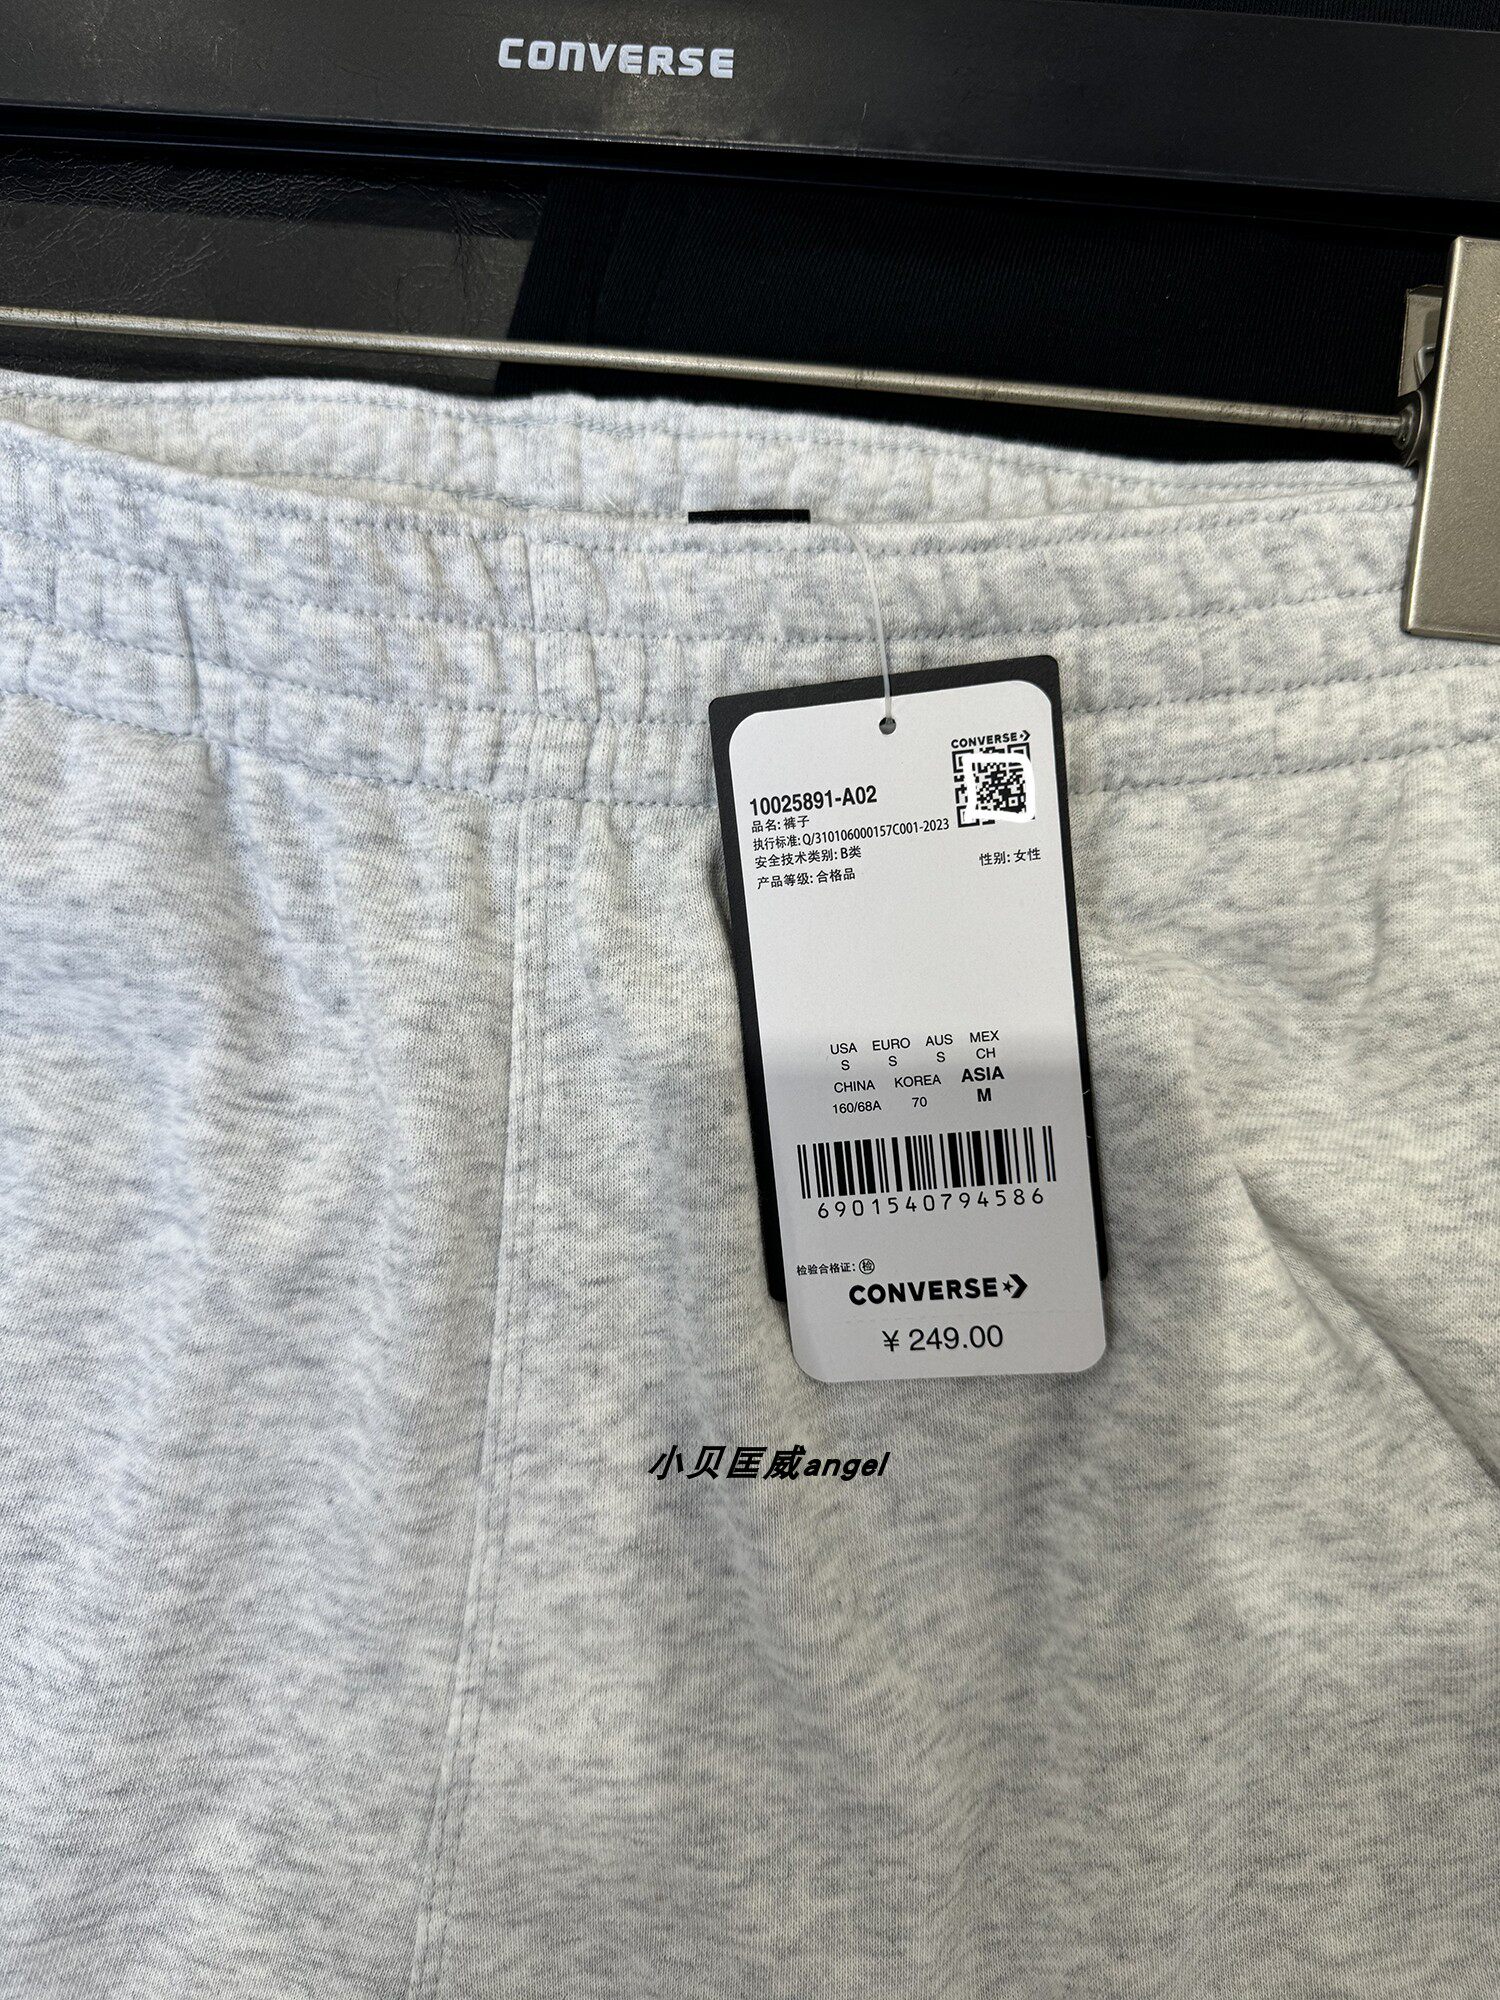 CONVERSE
CONVERSE
10025891-A02
品名: 裤子
执行标准: Q/310106000157C001-2023
安全技术类别: B类
性别: 女性
产品等级: 合格品
USA EURO AUS MEX
S S S CH
CHINA KOREA ASIA
160/68A 70 M
6901540794586
检验合格证: 检
CONVERSE
¥ 249.00
小贝匡威angel